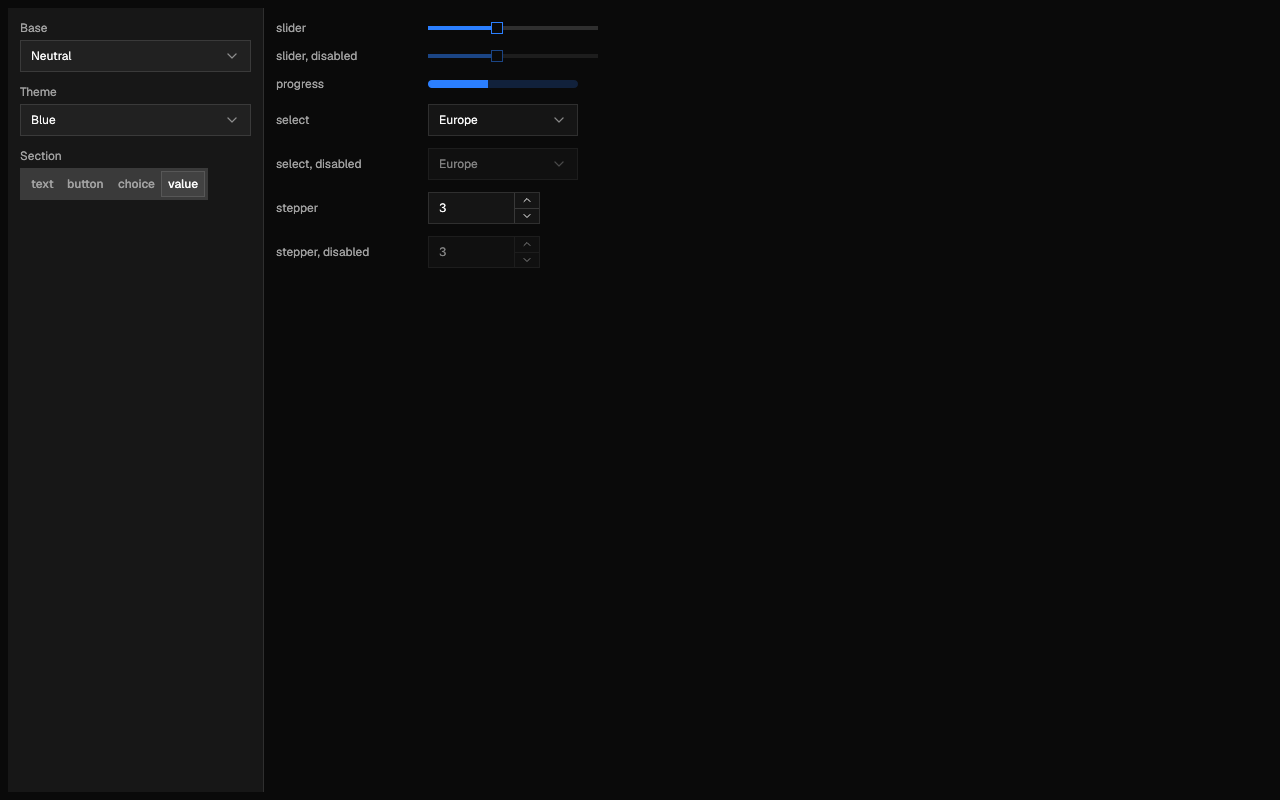 Base
Neutral
Theme
Blue
Section
text button choice value
slider
slider, disabled
progress
select Europe
select, disabled Europe
stepper 3
stepper, disabled 3